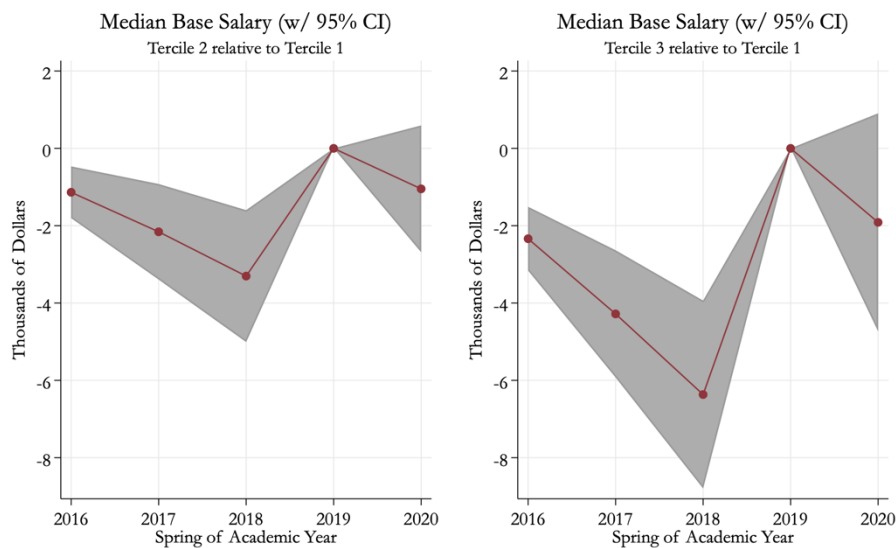 Median Base Salary (w/ 95% CI)
Tercile 2 relative to Tercile 1
2
0
-2
-4
-6
-8
Thousands of Dollars
2016 2017 2018 2019 2020
Spring of Academic Year
Median Base Salary (w/ 95% CI)
Tercile 3 relative to Tercile 1
2
0
-2
-4
-6
-8
Thousands of Dollars
2016 2017 2018 2019 2020
Spring of Academic Year